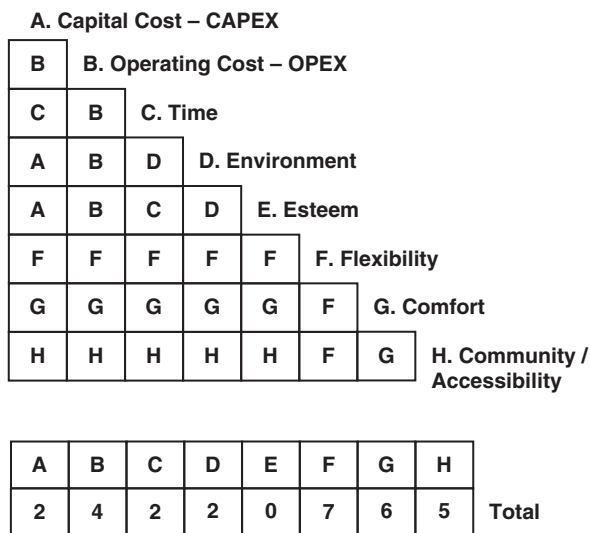 A. Capital Cost – CAPEX
B B. Operating Cost – OPEX
C B C. Time
A B D D. Environment
A B C D E. Esteem
F F F F F F. Flexibility
G G G G G F G. Comfort
H H H H H F G H. Community /
Accessibility
A B C D E F G H
2 4 2 2 0 7 6 5 Total